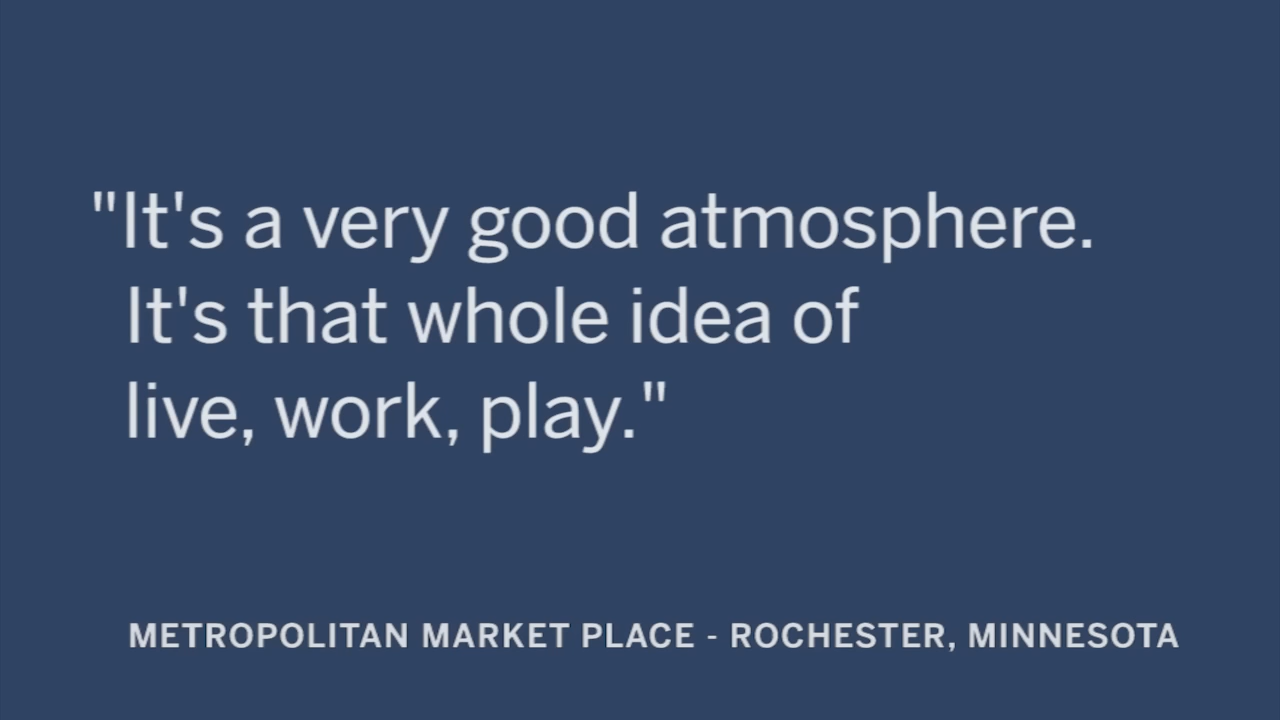 "It's a very good atmosphere.
It's that whole idea of
live, work, play."
METROPOLITAN MARKET PLACE - ROCHESTER, MINNESOTA